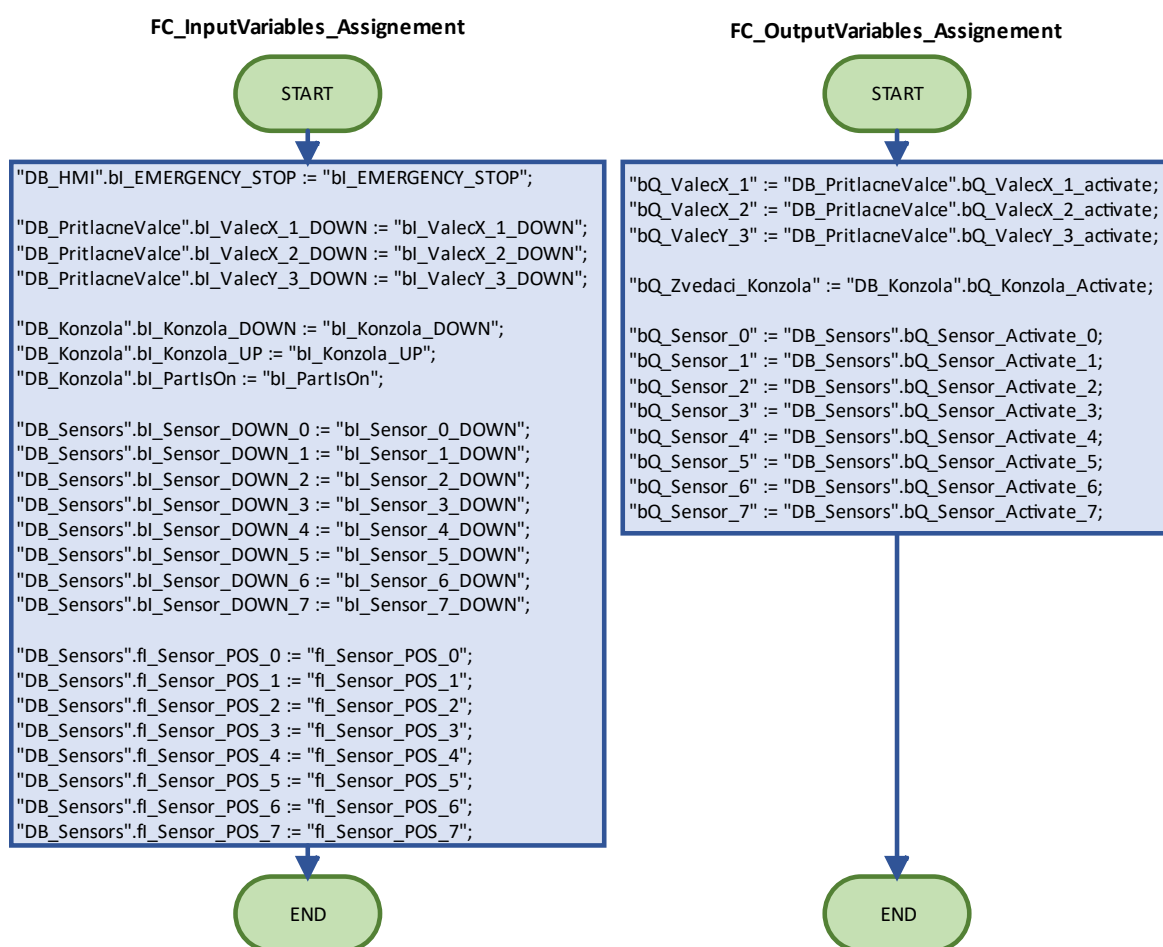 FC_InputVariables_Assignement
START
"DB_HMI".bI_EMERGENCY_STOP := "bI_EMERGENCY_STOP";
"DB_PritlacneValce".bI_ValecX_1_DOWN := "bI_ValecX_1_DOWN";
"DB_PritlacneValce".bI_ValecX_2_DOWN := "bI_ValecX_2_DOWN";
"DB_PritlacneValce".bI_ValecY_3_DOWN := "bI_ValecY_3_DOWN";
"DB_Konzola".bI_Konzola_DOWN := "bI_Konzola_DOWN";
"DB_Konzola".bI_Konzola_UP := "bI_Konzola_UP";
"DB_Konzola".bI_PartIsOn := "bI_PartIsOn";
"DB_Sensors".bI_Sensor_DOWN_0 := "bI_Sensor_0_DOWN";
"DB_Sensors".bI_Sensor_DOWN_1 := "bI_Sensor_1_DOWN";
"DB_Sensors".bI_Sensor_DOWN_2 := "bI_Sensor_2_DOWN";
"DB_Sensors".bI_Sensor_DOWN_3 := "bI_Sensor_3_DOWN";
"DB_Sensors".bI_Sensor_DOWN_4 := "bI_Sensor_4_DOWN";
"DB_Sensors".bI_Sensor_DOWN_5 := "bI_Sensor_5_DOWN";
"DB_Sensors".bI_Sensor_DOWN_6 := "bI_Sensor_6_DOWN";
"DB_Sensors".bI_Sensor_DOWN_7 := "bI_Sensor_7_DOWN";
"DB_Sensors".fI_Sensor_POS_0 := "fI_Sensor_POS_0";
"DB_Sensors".fI_Sensor_POS_1 := "fI_Sensor_POS_1";
"DB_Sensors".fI_Sensor_POS_2 := "fI_Sensor_POS_2";
"DB_Sensors".fI_Sensor_POS_3 := "fI_Sensor_POS_3";
"DB_Sensors".fI_Sensor_POS_4 := "fI_Sensor_POS_4";
"DB_Sensors".fI_Sensor_POS_5 := "fI_Sensor_POS_5";
"DB_Sensors".fI_Sensor_POS_6 := "fI_Sensor_POS_6";
"DB_Sensors".fI_Sensor_POS_7 := "fI_Sensor_POS_7";
END
FC_OutputVariables_Assignement
START
"bQ_ValecX_1" := "DB_PritlacneValce".bQ_ValecX_1_activate;
"bQ_ValecX_2" := "DB_PritlacneValce".bQ_ValecX_2_activate;
"bQ_ValecY_3" := "DB_PritlacneValce".bQ_ValecY_3_activate;
"bQ_Zvedaci_Konzola" := "DB_Konzola".bQ_Konzola_Activate;
"bQ_Sensor_0" := "DB_Sensors".bQ_Sensor_Activate_0;
"bQ_Sensor_1" := "DB_Sensors".bQ_Sensor_Activate_1;
"bQ_Sensor_2" := "DB_Sensors".bQ_Sensor_Activate_2;
"bQ_Sensor_3" := "DB_Sensors".bQ_Sensor_Activate_3;
"bQ_Sensor_4" := "DB_Sensors".bQ_Sensor_Activate_4;
"bQ_Sensor_5" := "DB_Sensors".bQ_Sensor_Activate_5;
"bQ_Sensor_6" := "DB_Sensors".bQ_Sensor_Activate_6;
"bQ_Sensor_7" := "DB_Sensors".bQ_Sensor_Activate_7;
END